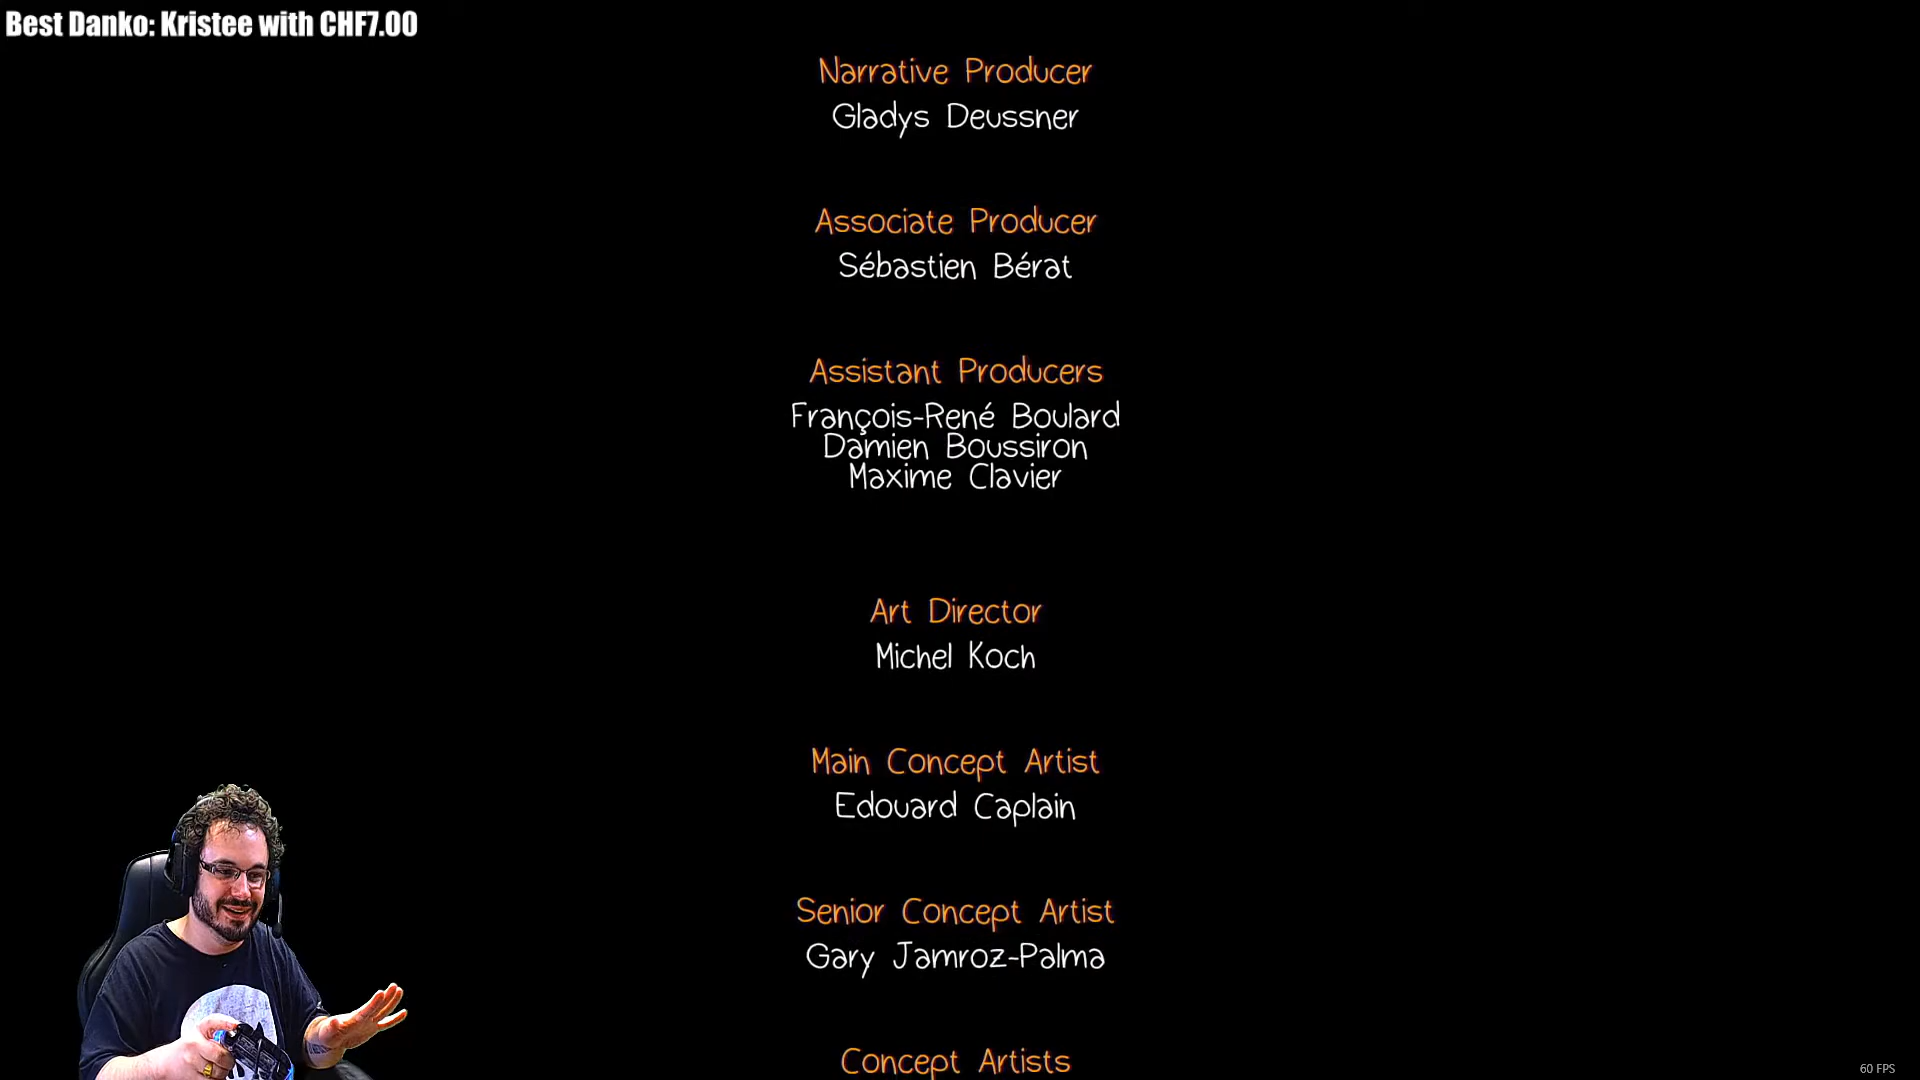 Best Danko: Kristee with CHF7.00
Narrative Producer
Gladys Deussner
Associate Producer
Sébastien Bérat
Assistant Producers
François-René Boulard
Damien Boussiron
Maxime Clavier
Art Director
Michel Koch
Main Concept Artist
Edouard Caplain
Senior Concept Artist
Gary Jamroz-Palma
Concept Artists
60 FPS